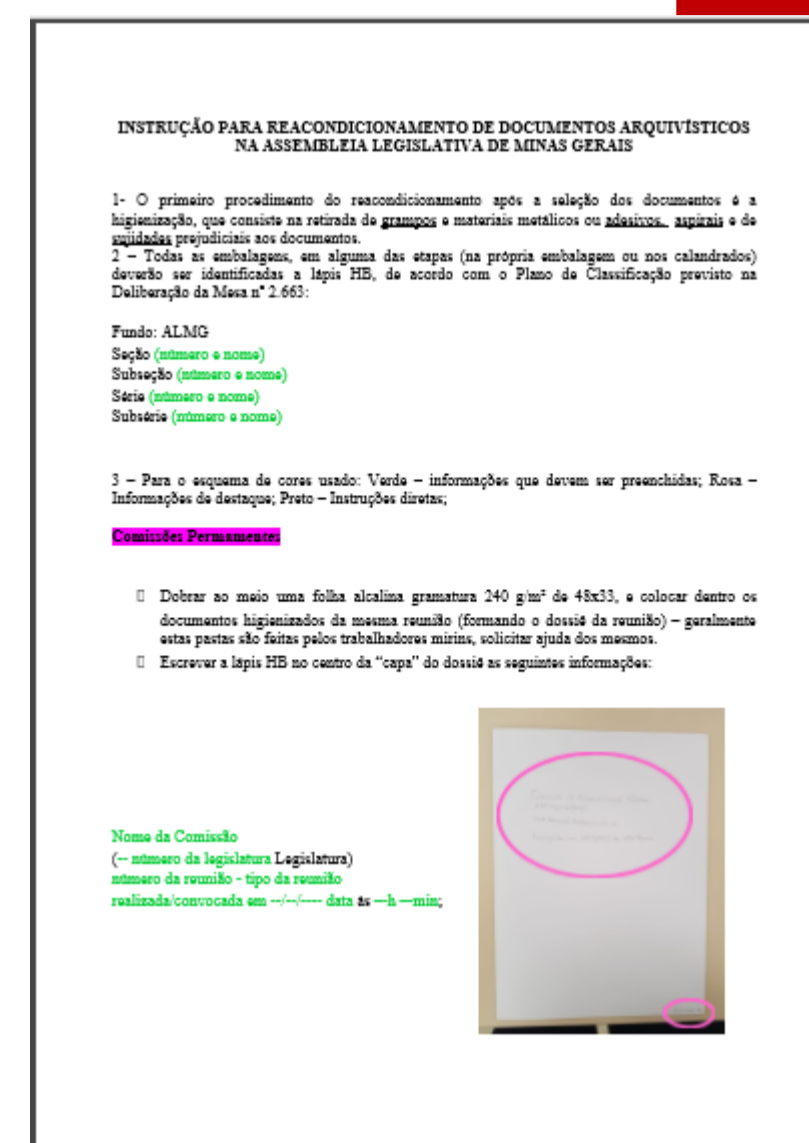 INSTRUÇÃO PARA REACONDICIONAMENTO DE DOCUMENTOS ARQUIVÍSTICOS
NA ASSEMBLEIA LEGISLATIVA DE MINAS GERAIS
1- O primeiro procedimento do reacondicionamento após a seleção dos documentos é a
higienização, que consiste na retirada de grampos e materiais metálicos ou adesivos, aspirais e de
sujidades prejudiciais aos documentos.
2 – Todas as embalagens, em alguma das etapas (na própria embalagem ou nos calandrados)
deverão ser identificadas a lápis HB, de acordo com o Plano de Classificação previsto na
Deliberação da Mesa nº 2.663:
Fundo: ALMG
Seção (número e nome)
Subseção (número e nome)
Série (número e nome)
Subsérie (número e nome)
3 – Para o esquema de cores usado: Verde – informações que devem ser preenchidas; Rosa –
Informações de destaque; Preto – Instruções diretas;
Comissões Permanentes
Dobrar ao meio uma folha alcalina gramatura 240 g/m² de 48x33, e colocar dentro os
documentos higienizados da mesma reunião (formando o dossiê da reunião) – geralmente
estas pastas são feitas pelos trabalhadores mirins, solicitar ajuda dos mesmos.
Escrever a lápis HB no centro da “capa” do dossiê as seguintes informações:
Nome da Comissão
(-- número da legislatura Legislatura)
número da reunião - tipo da reunião
realizada/convocada em --/--/---- data às —h —min;